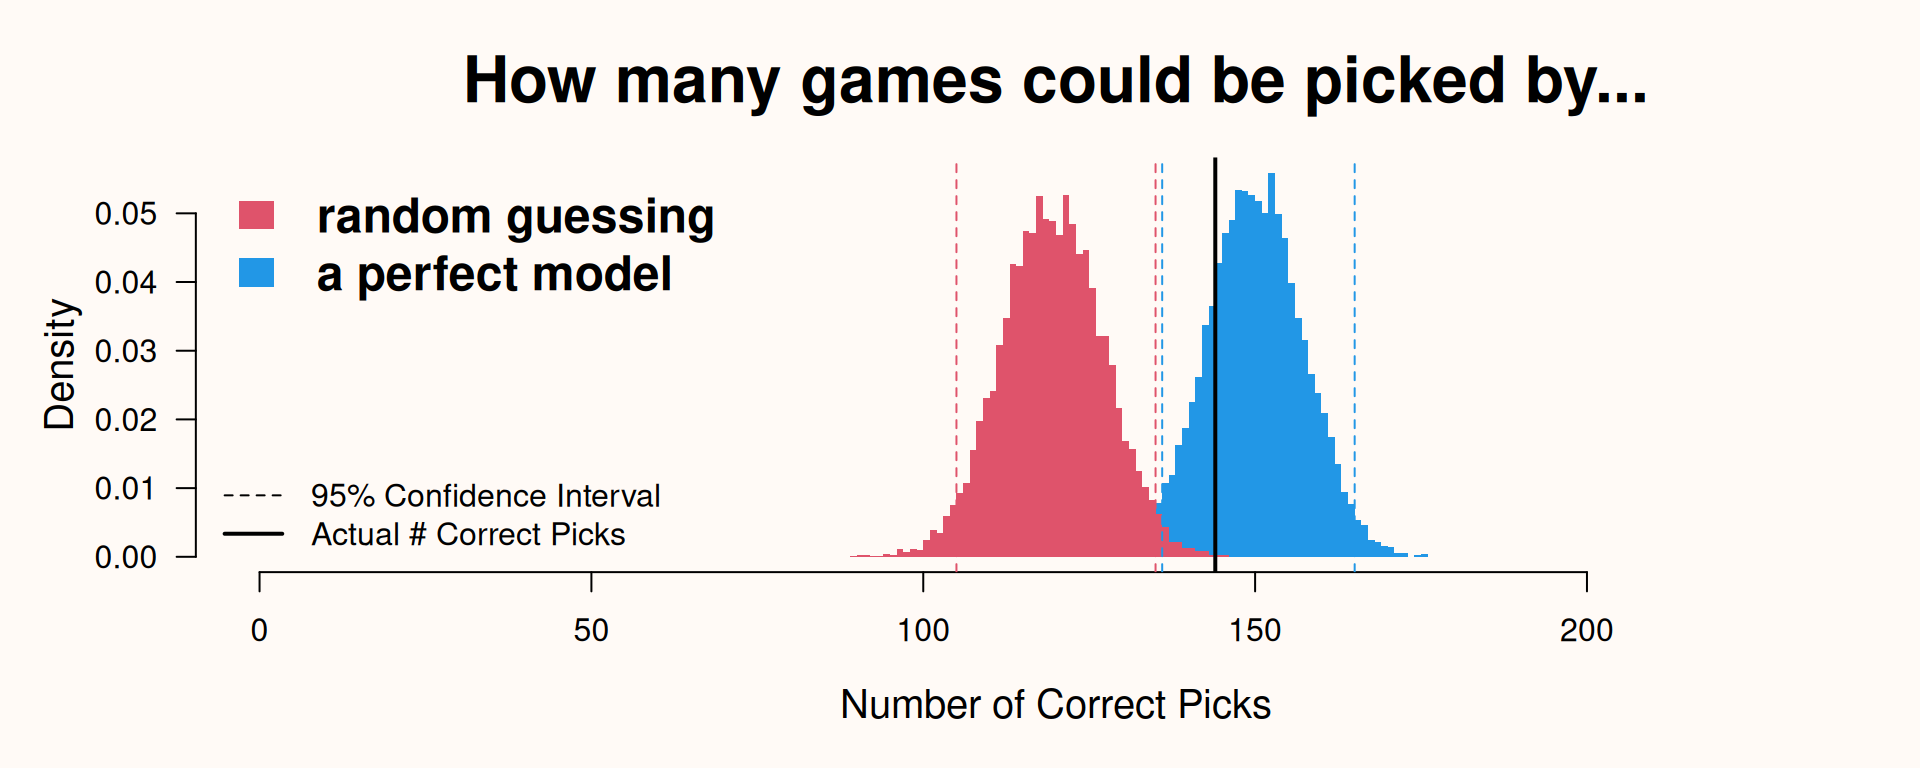 How many games could be picked by...
random guessing
a perfect model
Density
0.05
0.04
0.03
0.02
0.01
0.00
95% Confidence Interval
Actual # Correct Picks
0 50 100 150 200
Number of Correct Picks